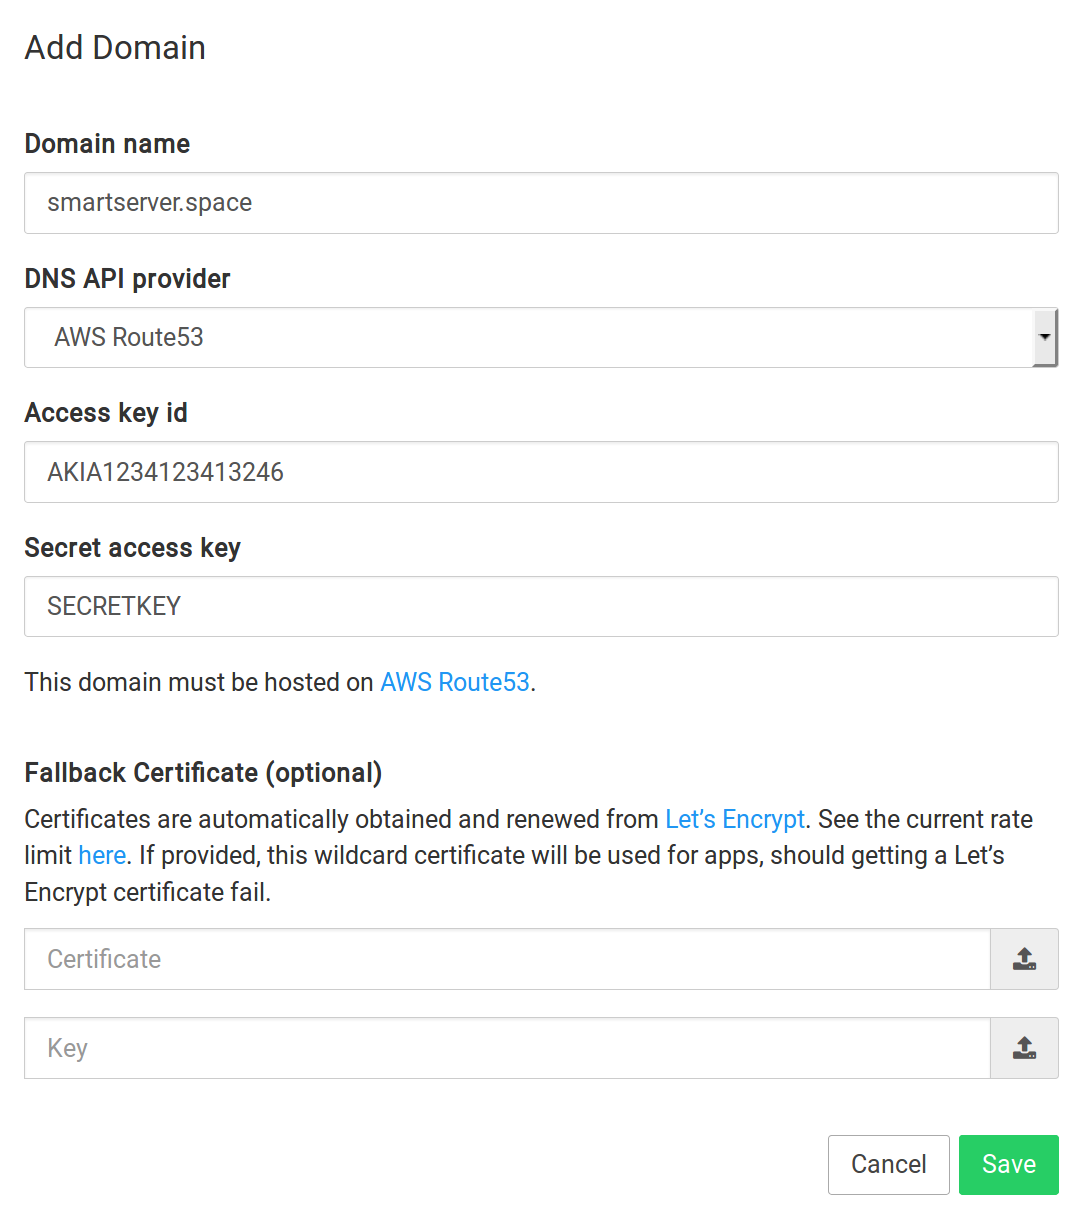 Add Domain
Domain name
smartserver.space
DNS API provider
AWS Route53
Access key id
AKIA1234123413246
Secret access key
SECRETKEY
This domain must be hosted on AWS Route53.
Fallback Certificate (optional)
Certificates are automatically obtained and renewed from Let’s Encrypt. See the current rate
limit here. If provided, this wildcard certificate will be used for apps, should getting a Let’s
Encrypt certificate fail.
Certificate
Key
Cancel Save